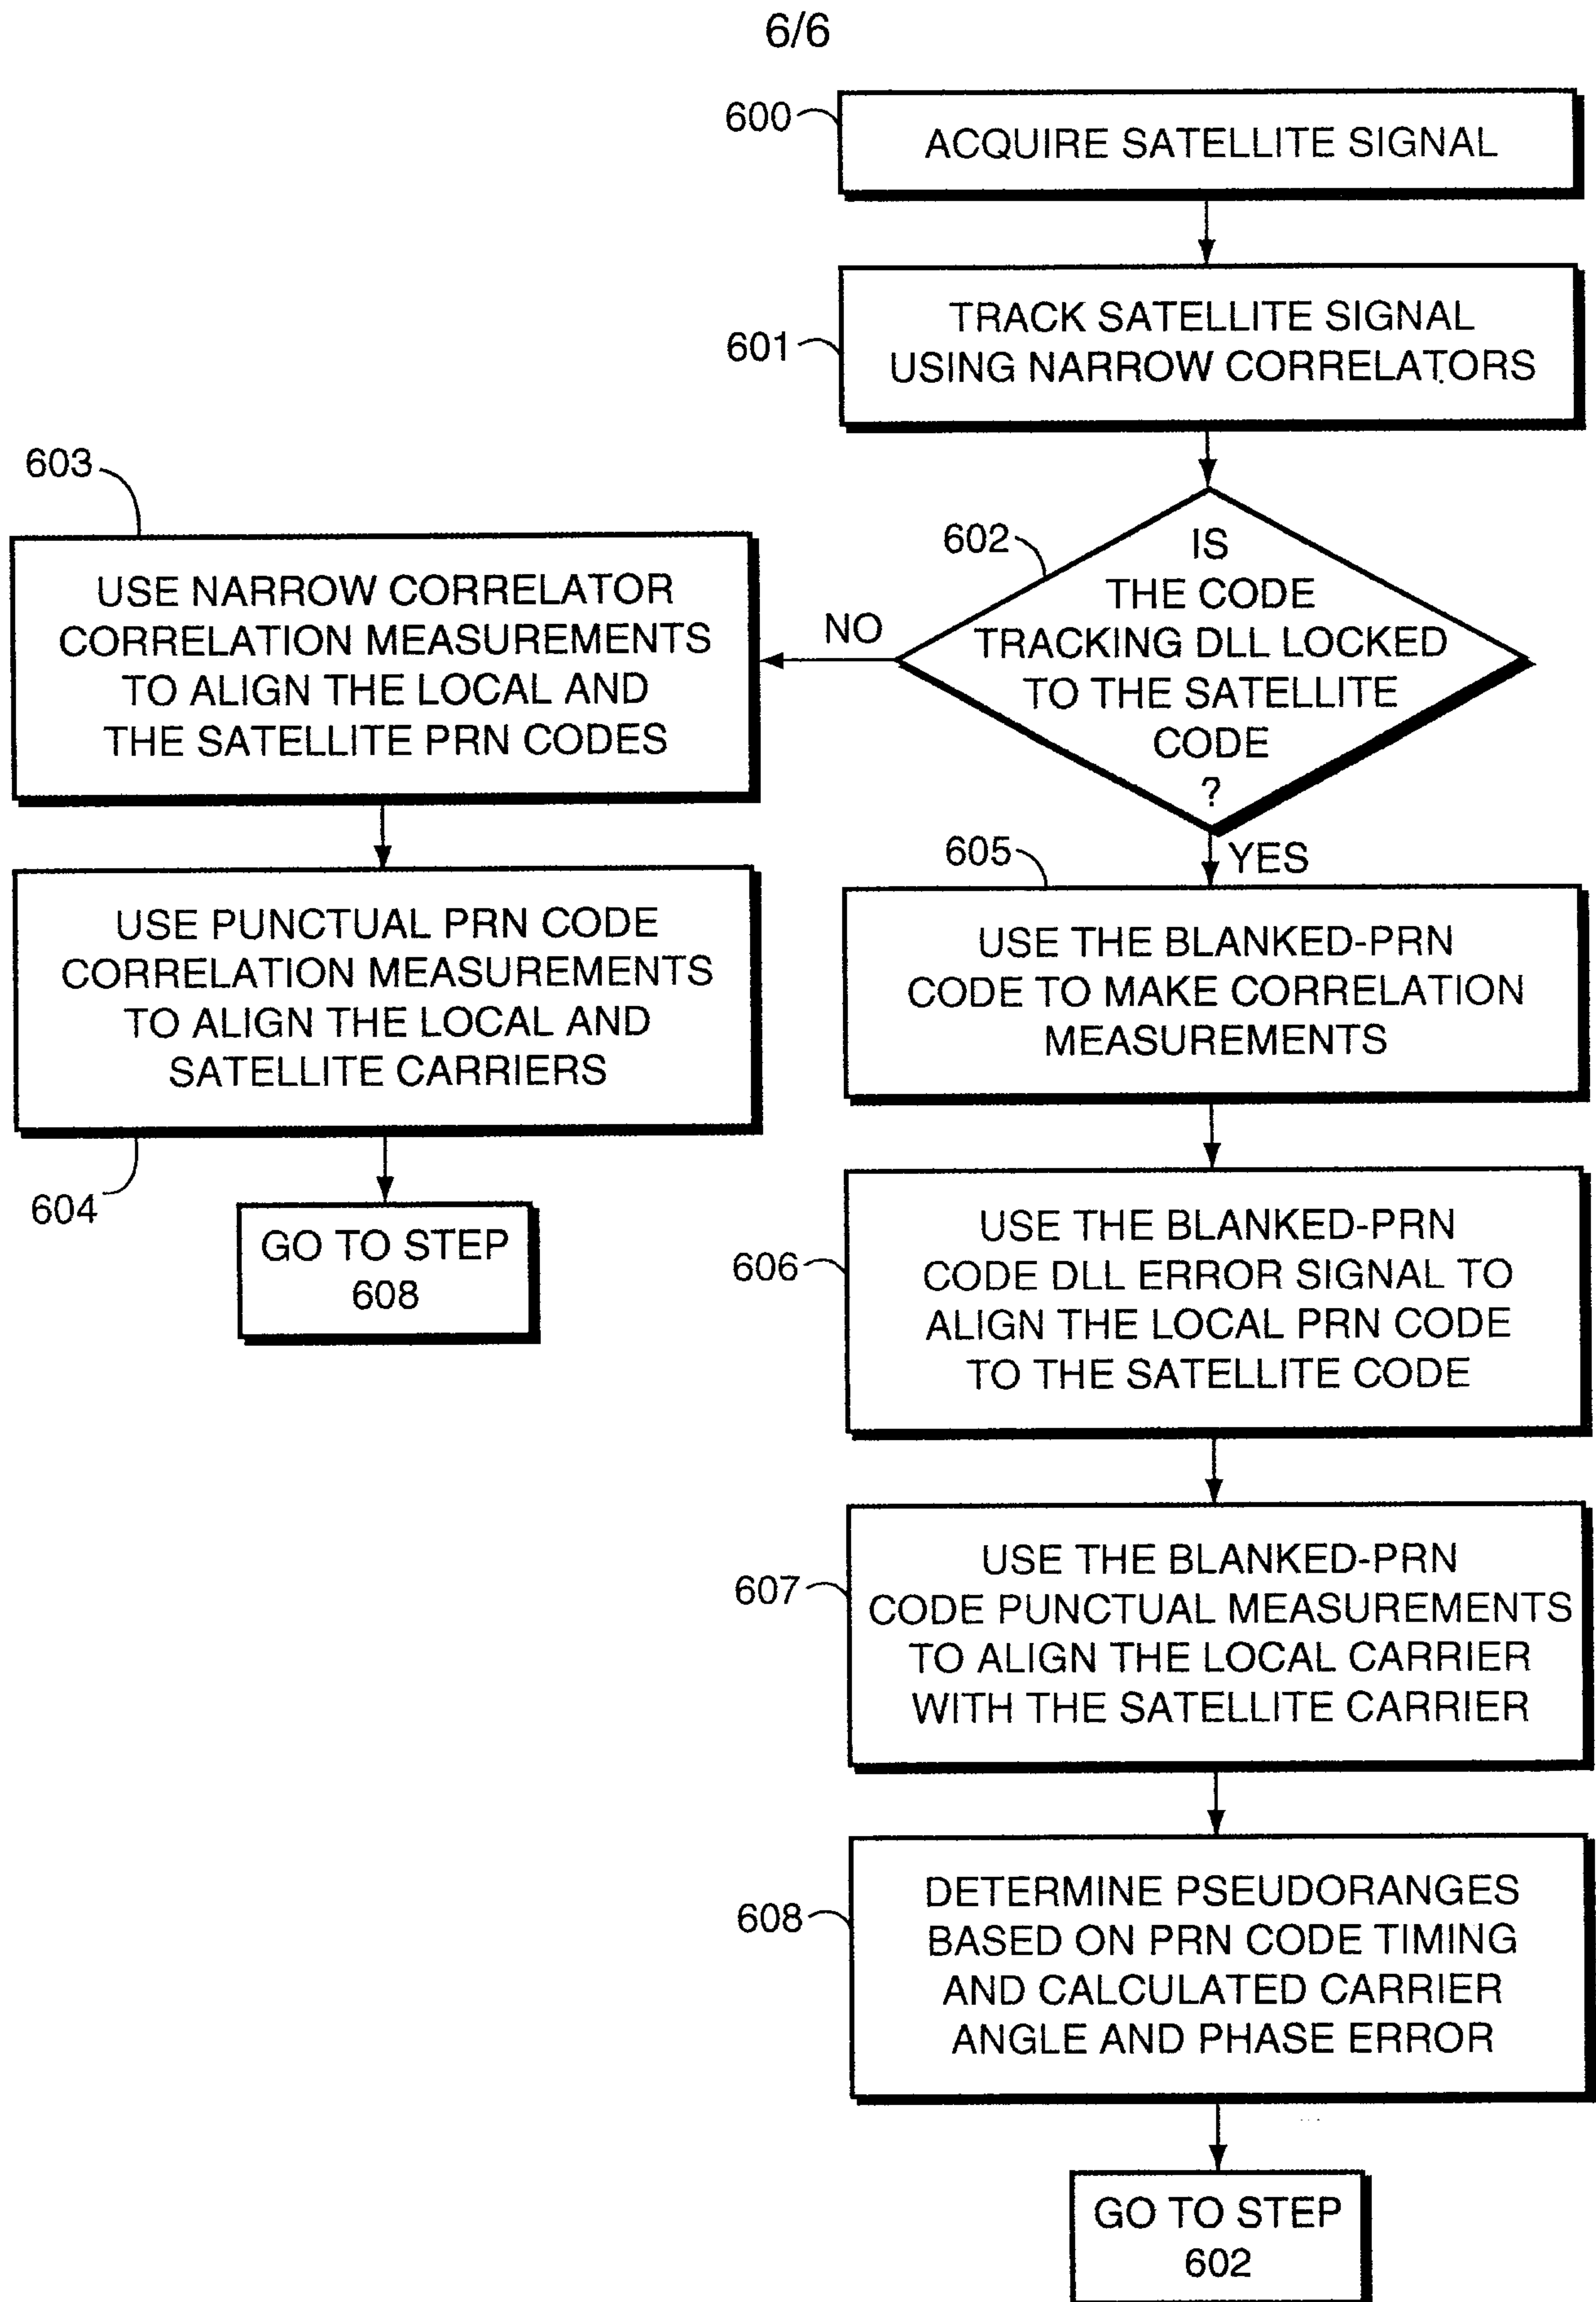 6/6
600
ACQUIRE SATELLITE SIGNAL
601
TRACK SATELLITE SIGNAL
USING NARROW CORRELATORS
602
IS
THE CODE
TRACKING DLL LOCKED
TO THE SATELLITE
CODE
?
NO
603
USE NARROW CORRELATOR
CORRELATION MEASUREMENTS
TO ALIGN THE LOCAL AND
THE SATELLITE PRN CODES
USE PUNCTUAL PRN CODE
CORRELATION MEASUREMENTS
TO ALIGN THE LOCAL AND
SATELLITE CARRIERS
604
GO TO STEP
608
YES
605
USE THE BLANKED-PRN
CODE TO MAKE CORRELATION
MEASUREMENTS
606
USE THE BLANKED-PRN
CODE DLL ERROR SIGNAL TO
ALIGN THE LOCAL PRN CODE
TO THE SATELLITE CODE
607
USE THE BLANKED-PRN
CODE PUNCTUAL MEASUREMENTS
TO ALIGN THE LOCAL CARRIER
WITH THE SATELLITE CARRIER
608
DETERMINE PSEUDORANGES
BASED ON PRN CODE TIMING
AND CALCULATED CARRIER
ANGLE AND PHASE ERROR
GO TO STEP
602